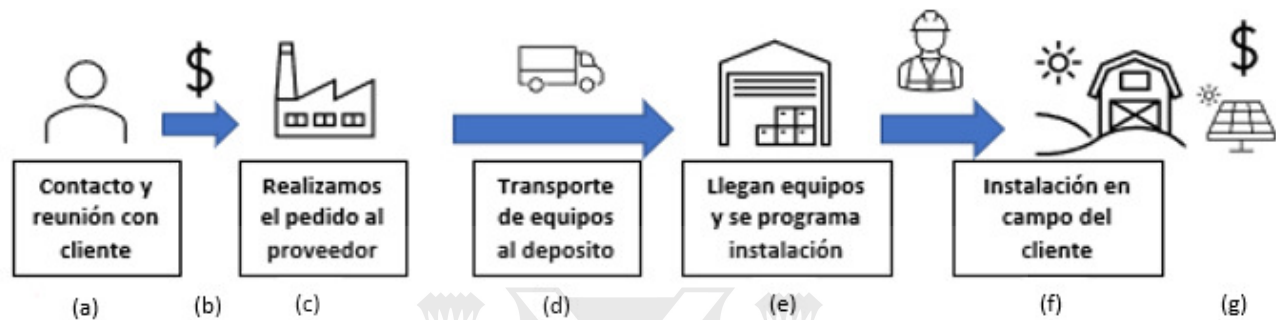 $
$
Contacto y
reunión con
cliente
Realizamos
el pedido al
proveedor
Transporte
de equipos
al deposito
Llegan equipos
y se programa
instalación
Instalación en
campo del
cliente
(a)
(b)
(c)
(d)
(e)
(f)
(g)